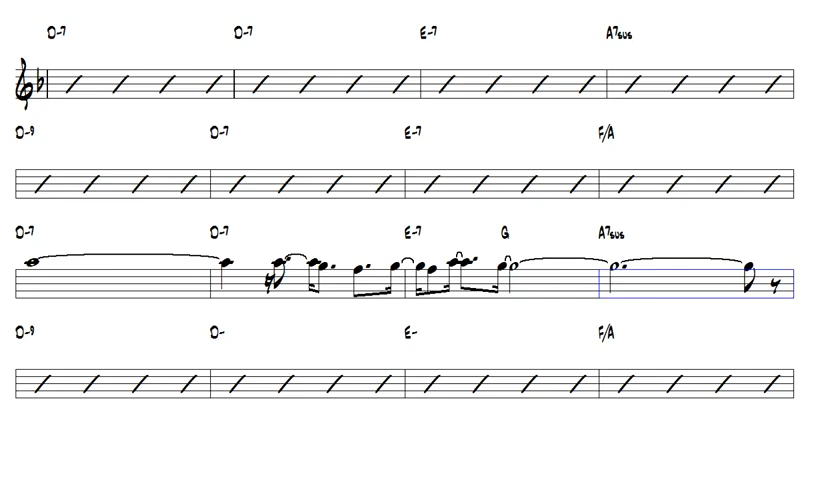 D-7 D-7 E-7 A7sus
D-9 D-7 E-7 F/A
D-7 D-7 E-7 G A7sus
D-9 D- E- F/A